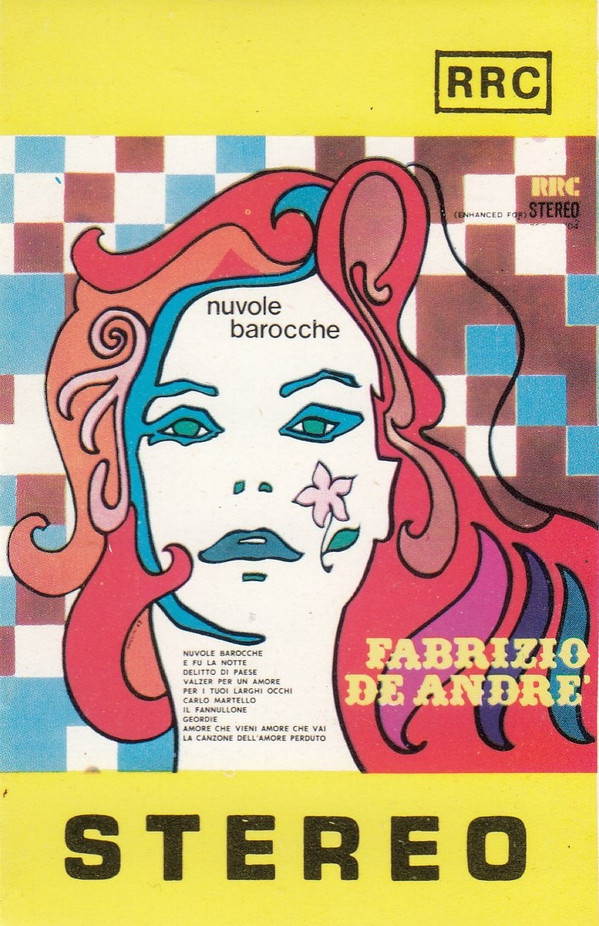 RRC
RRC
(ENHANCED FOR) STEREO
04
nuvole
barocche
NUVOLE BAROCCHE
E FU LA NOTTE
DELITTO DI PAESE
VALZER PER UN AMORE
PER I TUOI LARGHI OCCHI
CARLO MARTELLO
IL FANNULLONE
GEORDIE
AMORE CHE VIENI AMORE CHE VAI
LA CANZONE DELL'AMORE PERDUTO
FABRIZIO
DE ANDRE'
STEREO